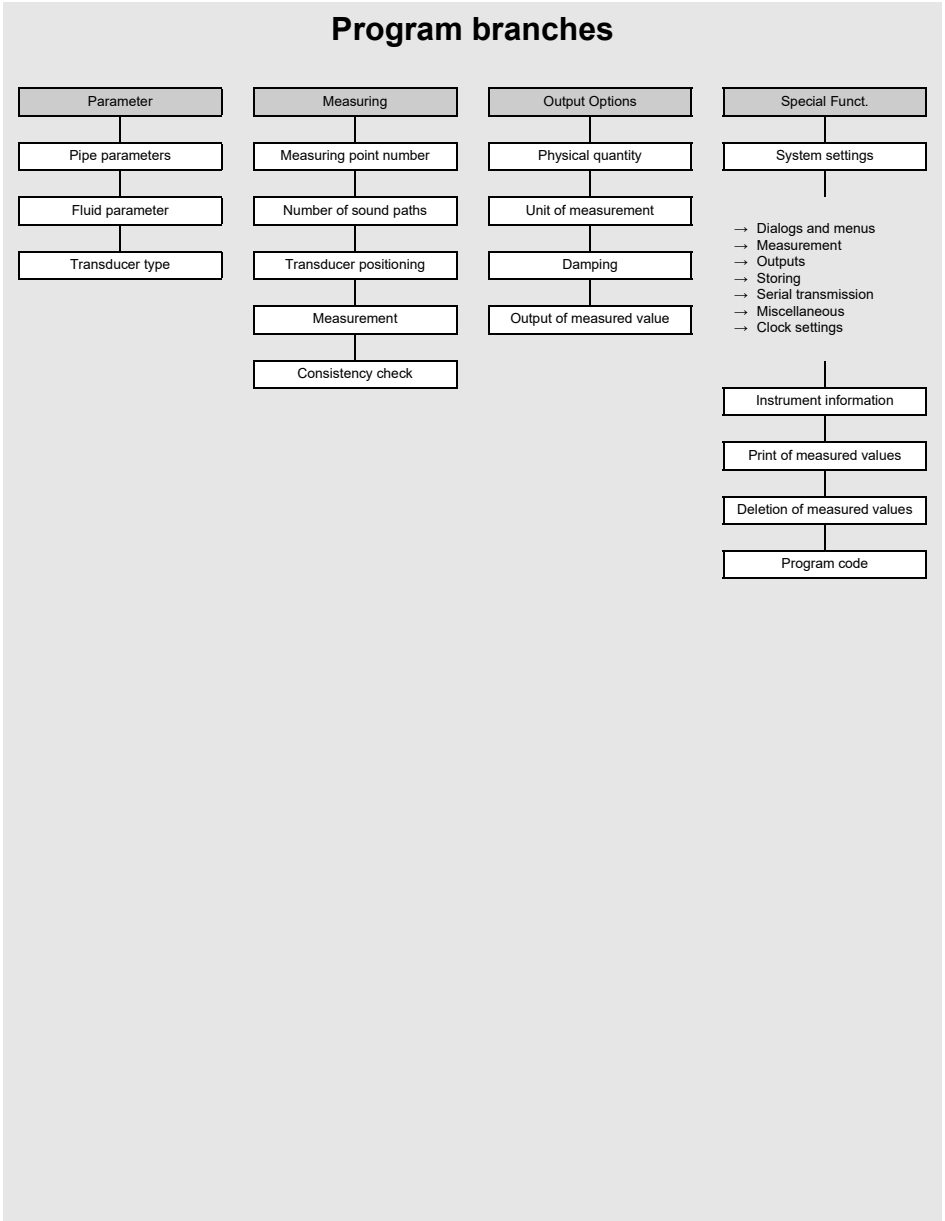 Program branches
Parameter
Pipe parameters
Fluid parameter
Transducer type
Measuring
Measuring point number
Number of sound paths
Transducer positioning
Measurement
Consistency check
Output Options
Physical quantity
Unit of measurement
Damping
Output of measured value
Special Funct.
System settings
→ Dialogs and menus
→ Measurement
→ Outputs
→ Storing
→ Serial transmission
→ Miscellaneous
→ Clock settings
Instrument information
Print of measured values
Deletion of measured values
Program code